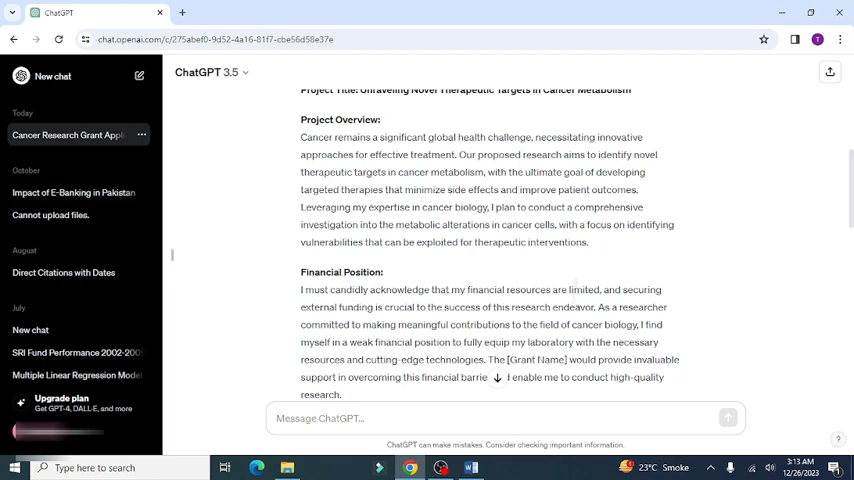 ChatGPT
chat.openai.com/c/275abef0-9d52-4a16-81f7-cbe56d58e37e
T
New chat
Today
Cancer Research Grant Appl
October
Impact of E-Banking in Pakistan
Cannot upload files.
August
Direct Citations with Dates
July
New chat
SRI Fund Performance 2002-200
Multiple Linear Regression Model
Upgrade plan
Get GPT-4, DALL·E, and more
ChatGPT 3.5
Project Title: Unraveling Novel Therapeutic Targets in Cancer Metabolism
Project Overview:
Cancer remains a significant global health challenge, necessitating innovative
approaches for effective treatment. Our proposed research aims to identify novel
therapeutic targets in cancer metabolism, with the ultimate goal of developing
targeted therapies that minimize side effects and improve patient outcomes.
Leveraging my expertise in cancer biology, I plan to conduct a comprehensive
investigation into the metabolic alterations in cancer cells, with a focus on identifying
vulnerabilities that can be exploited for therapeutic interventions.
Financial Position:
I must candidly acknowledge that my financial resources are limited, and securing
external funding is crucial to the success of this research endeavor. As a researcher
committed to making meaningful contributions to the field of cancer biology, I find
myself in a weak financial position to fully equip my laboratory with the necessary
resources and cutting-edge technologies. The [Grant Name] would provide invaluable
support in overcoming this financial barrie d enable me to conduct high-quality
research.
Message ChatGPT...
ChatGPT can make mistakes. Consider checking important information.
?
Type here to search
23°C Smoke
3:13 AM
12/26/2023